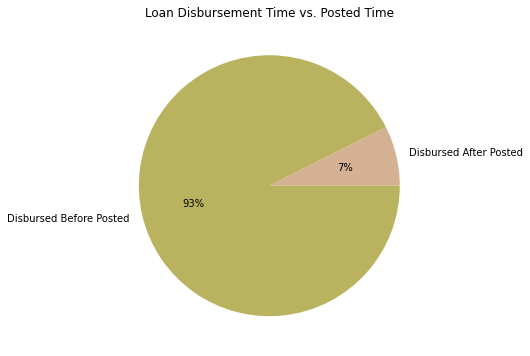 Loan Disbursement Time vs. Posted Time
Disbursed After Posted
7%
93%
Disbursed Before Posted